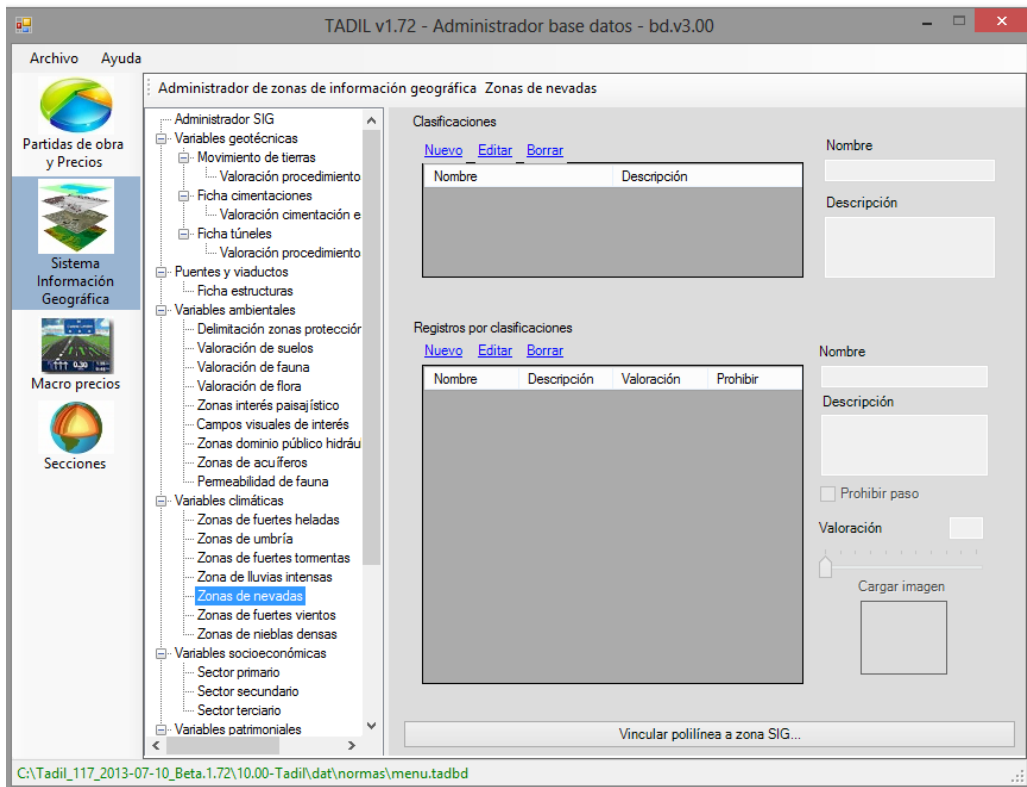 TADIL v1.72 - Administrador base datos - bd.v3.00
Archivo Ayuda
Partidas de obra
y Precios
Sistema
Información
Geográfica
Macro precios
Secciones
Administrador de zonas de información geográfica Zonas de nevadas
Administrador SIG
Variables geotécnicas
Movimiento de tierras
Valoración procedimiento
Ficha cimentaciones
Valoración cimentación e
Ficha túneles
Valoración procedimiento
Puentes y viaductos
Ficha estructuras
Variables ambientales
Delimitación zonas protección
Valoración de suelos
Valoración de fauna
Valoración de flora
Zonas interés paisajístico
Campos visuales de interés
Zonas dominio público hidráu
Zonas de acuíferos
Permeabilidad de fauna
Variables climáticas
Zonas de fuertes heladas
Zonas de umbría
Zonas de fuertes tormentas
Zona de lluvias intensas
Zonas de nevadas
Zonas de fuertes vientos
Zonas de nieblas densas
Variables socioeconómicas
Sector primario
Sector secundario
Sector terciario
Variables patrimoniales
Clasificaciones
Nuevo Editar Borrar
Nombre Descripción
Nombre
Descripción
Registros por clasificaciones
Nuevo Editar Borrar
Nombre Descripción Valoración Prohibir
Nombre
Descripción
Prohibir paso
Valoración
Cargar imagen
Vincular polilínea a zona SIG...
C:\Tadil_117_2013-07-10_Beta.1.72\10.00-Tadil\dat\normas\menu.tadbd